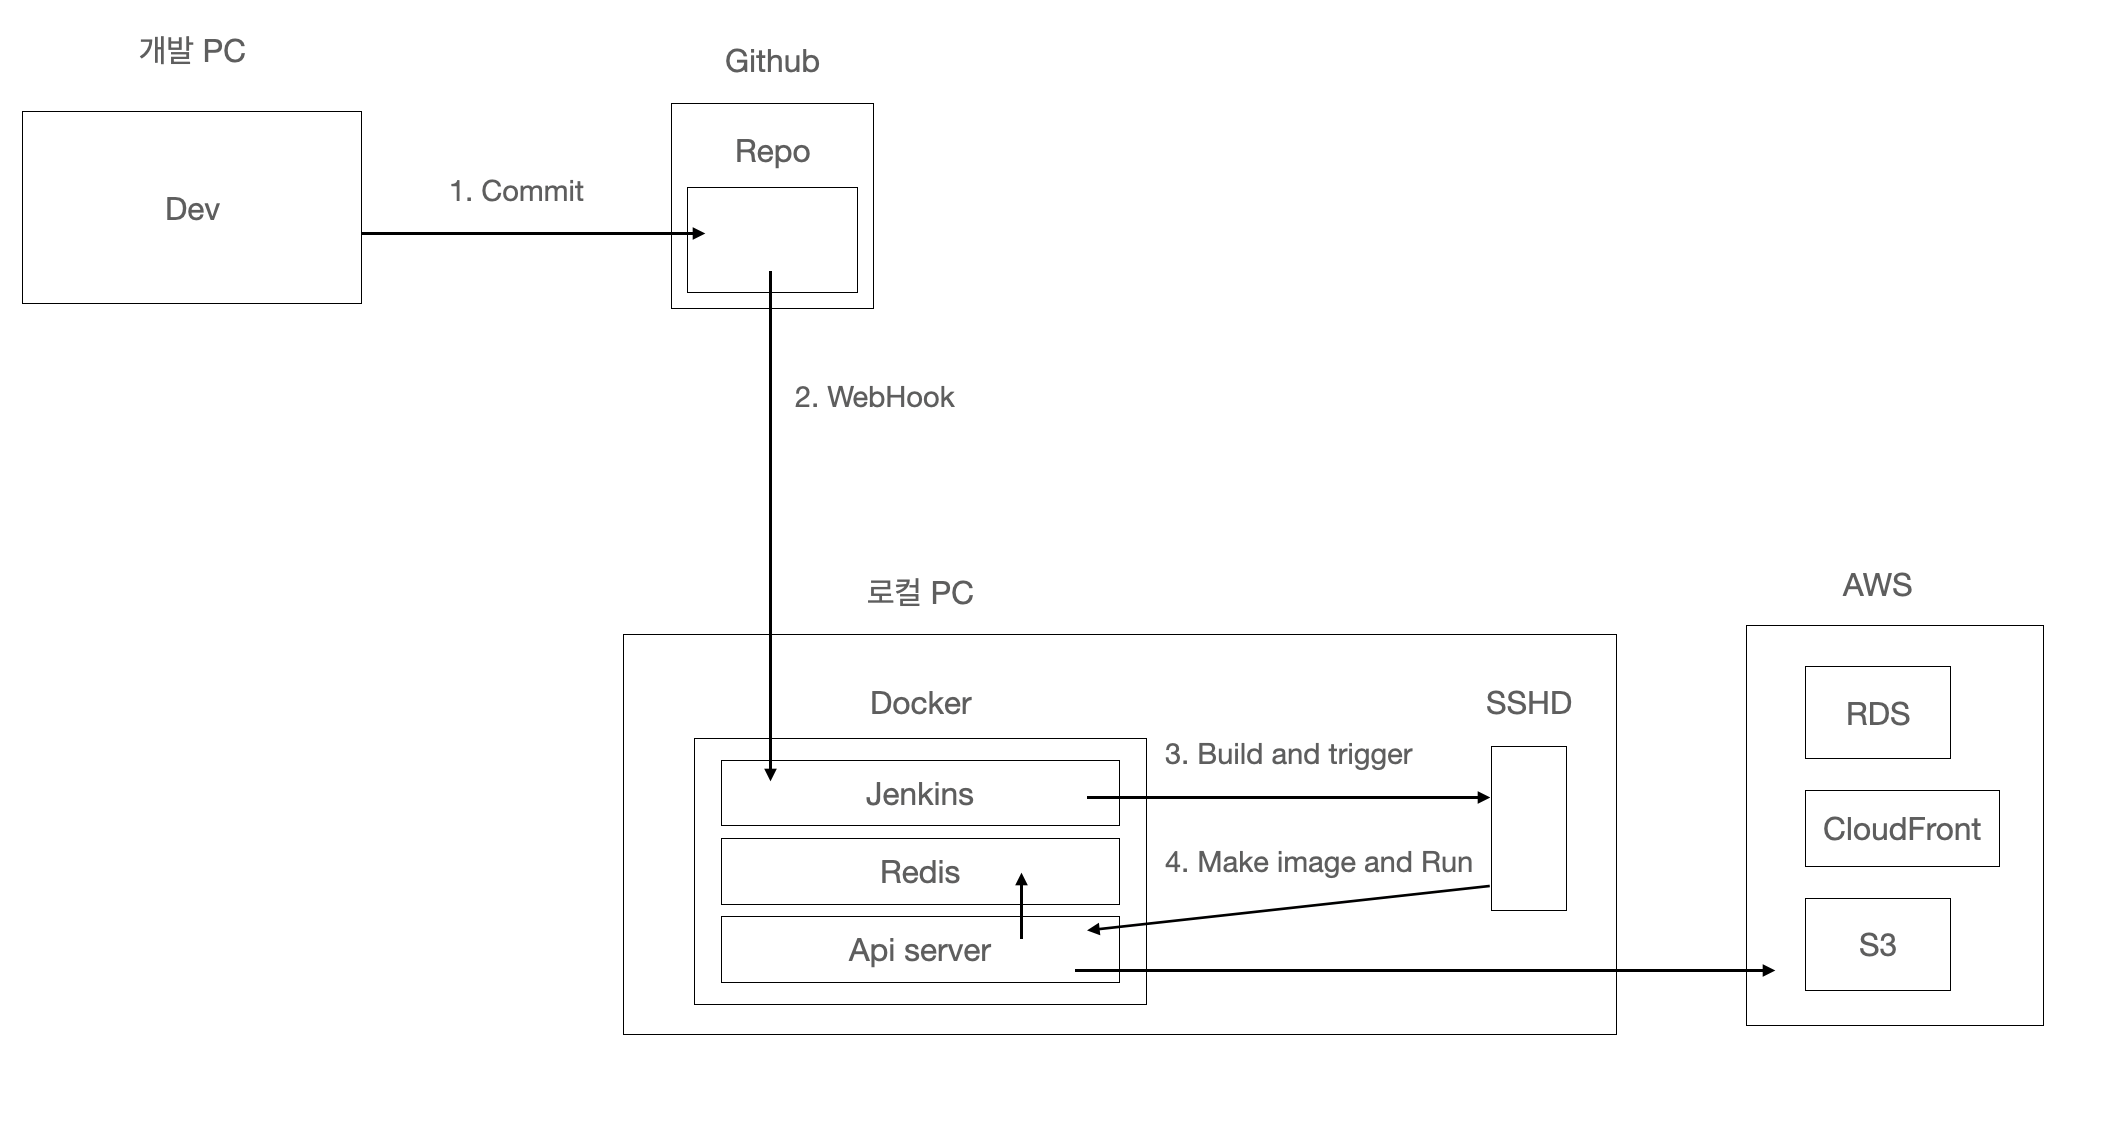 개발 PC
Github
Dev
Repo
1. Commit
2. WebHook
로컬 PC
AWS
Docker
SSHD
Jenkins
3. Build and trigger
Redis
4. Make image and Run
Api server
RDS
CloudFront
S3